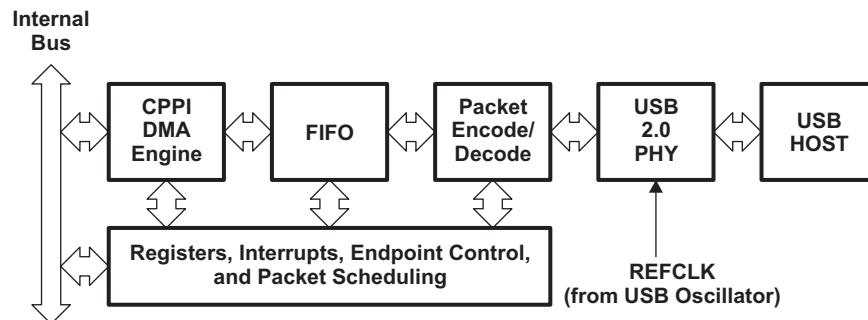 Internal
Bus
CPPI
DMA
Engine
FIFO
Packet
Encode/
Decode
USB
2.0
PHY
USB
HOST
Registers, Interrupts, Endpoint Control,
and Packet Scheduling
REFCLK
(from USB Oscillator)